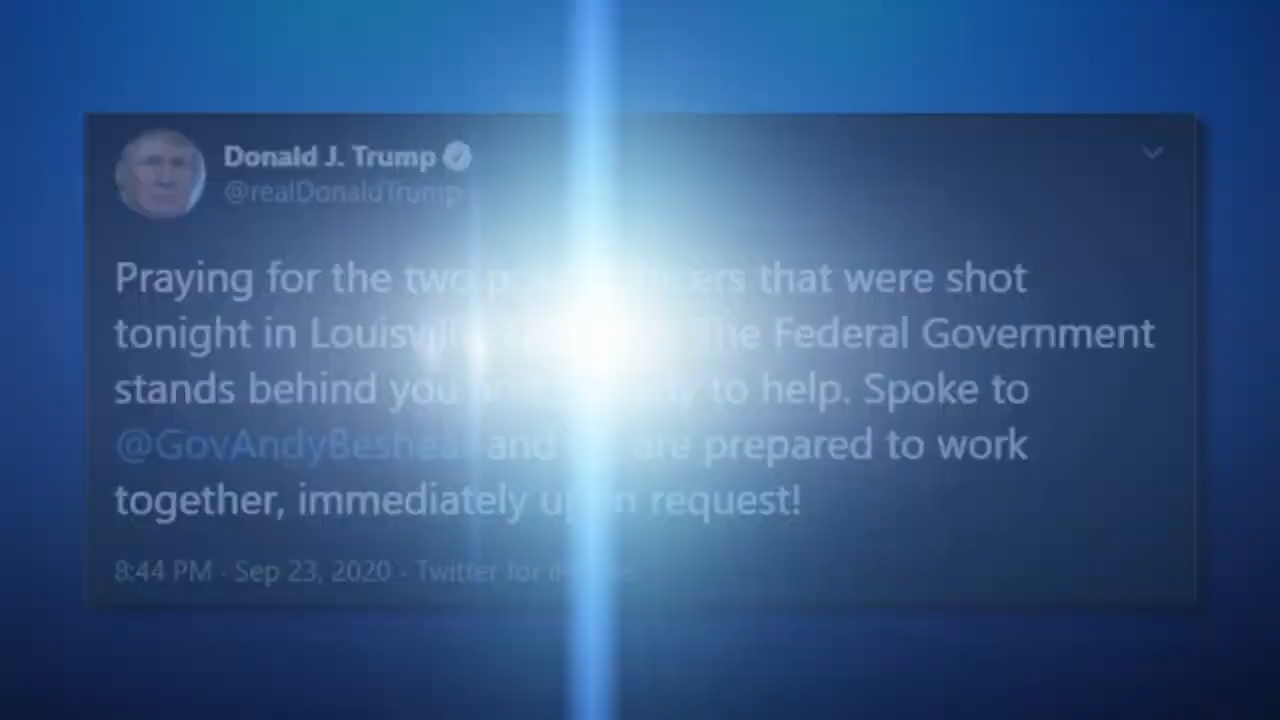 Donald J. Trump
@realDonaldTrump
Praying for the two that were shot
tonight in Louisville The Federal Government
stands behind you to help. Spoke to
@GovAndyBeshear and are prepared to work
together, immediately upon request!
8:44 PM · Sep 23, 2020 · Twitter for